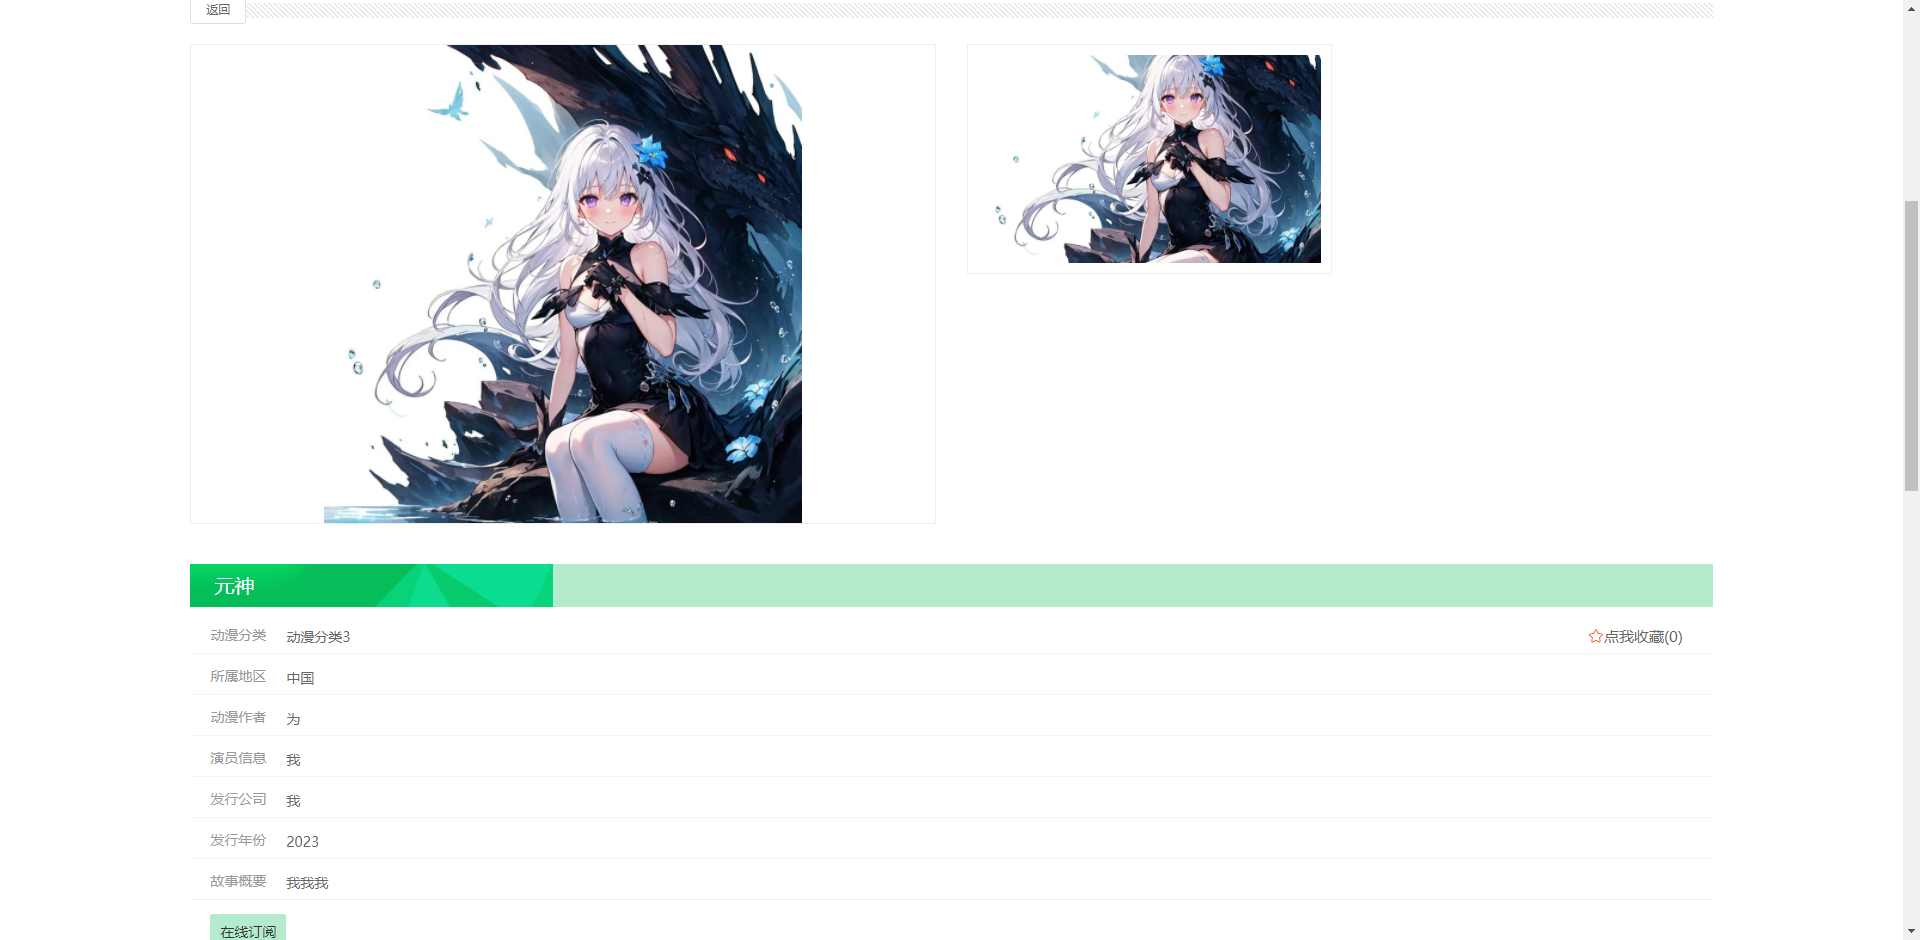 返回
元神
动漫分类 动漫分类3 点我收藏(0)
所属地区 中国
动漫作者 为
演员信息 我
发行公司 我
发行年份 2023
故事概要 我我我
在线订阅